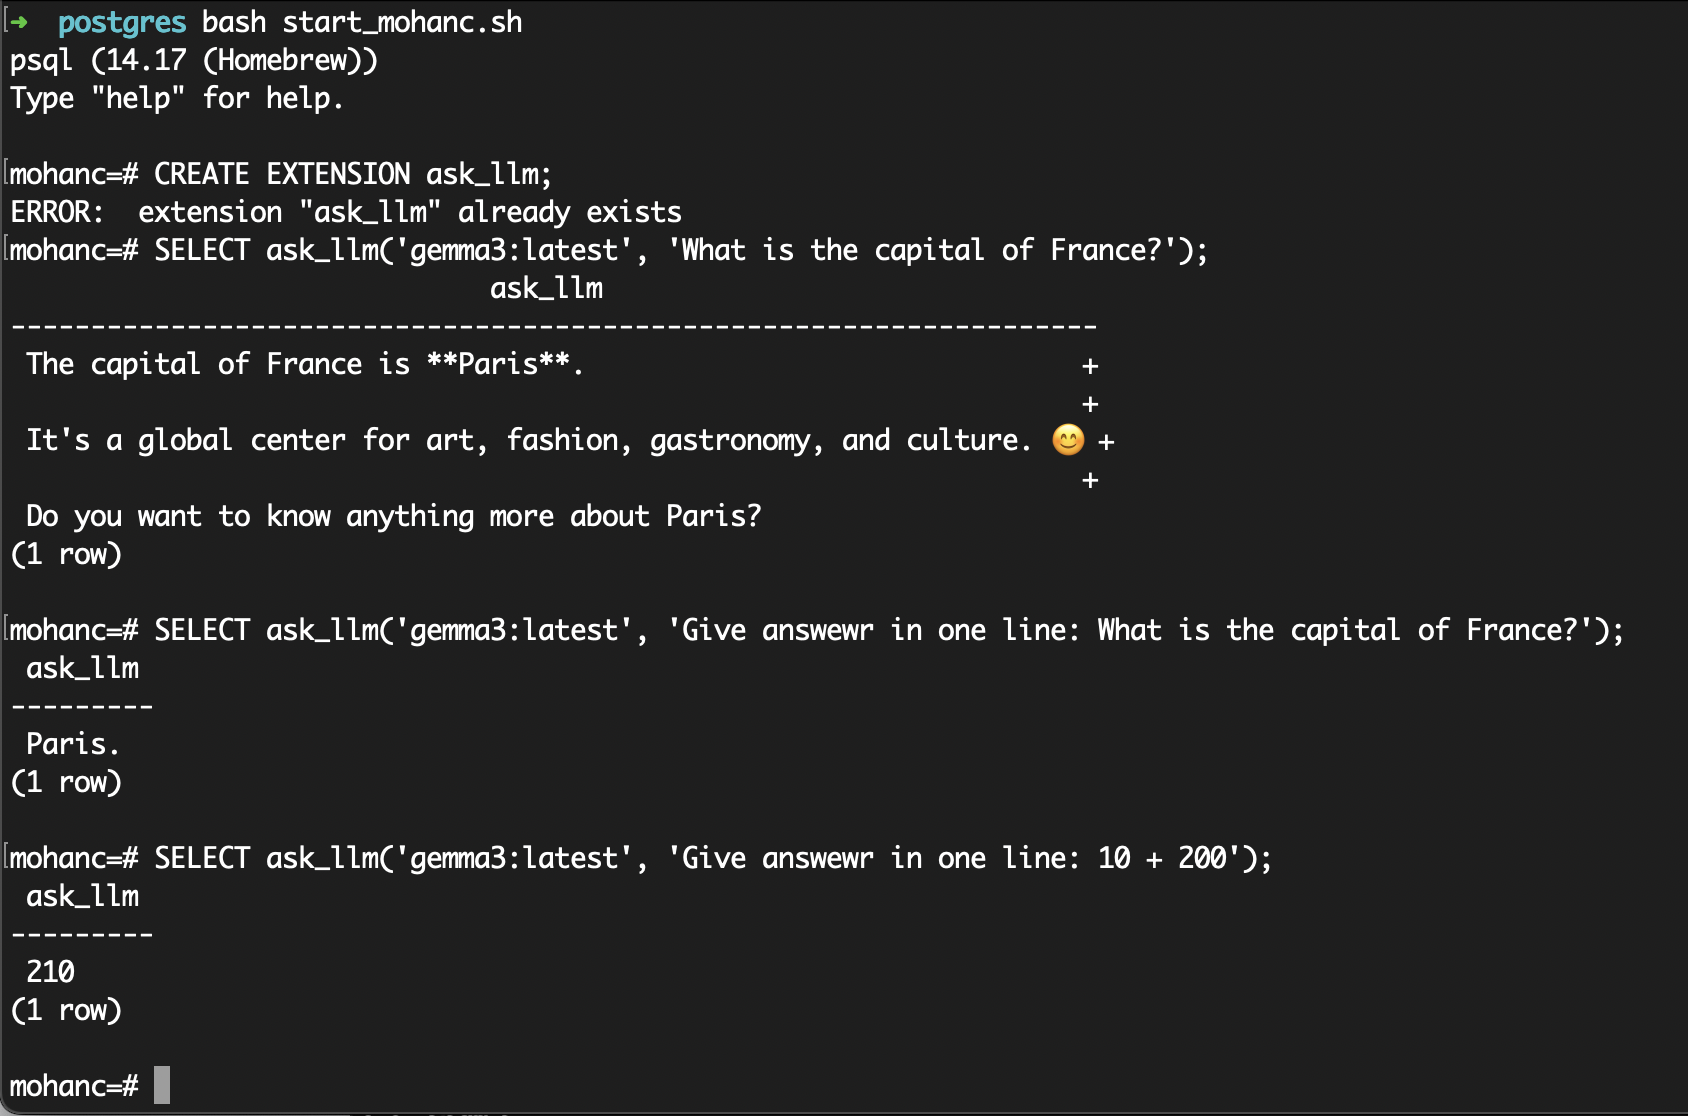 ➜  postgres bash start_mohanc.sh
psql (14.17 (Homebrew))
Type "help" for help.

[mohanc=# CREATE EXTENSION ask_llm;
ERROR:  extension "ask_llm" already exists
[mohanc=# SELECT ask_llm('gemma3:latest', 'What is the capital of France?');
                              ask_llm
--------------------------------------------------------------------
 The capital of France is **Paris**.                               +
                                                                   +
 It's a global center for art, fashion, gastronomy, and culture. 😊 +
                                                                   +
 Do you want to know anything more about Paris?
(1 row)

[mohanc=# SELECT ask_llm('gemma3:latest', 'Give answewr in one line: What is the capital of France?');
 ask_llm
---------
 Paris.
(1 row)

[mohanc=# SELECT ask_llm('gemma3:latest', 'Give answewr in one line: 10 + 200');
 ask_llm
---------
 210
(1 row)

mohanc=#